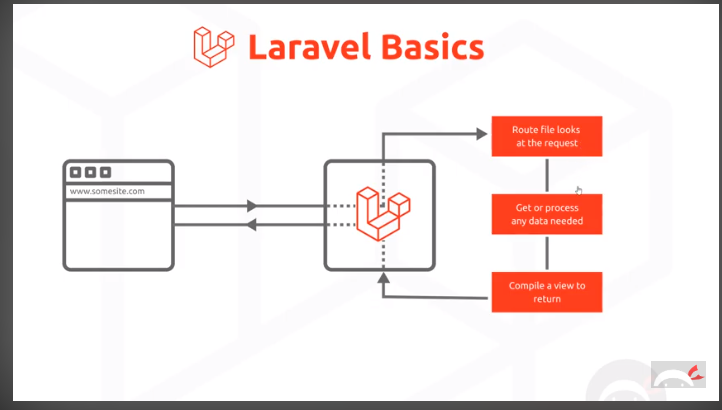 Laravel Basics
www.somesite.com
Route file looks
at the request
Get or process
any data needed
Compile a view to
return